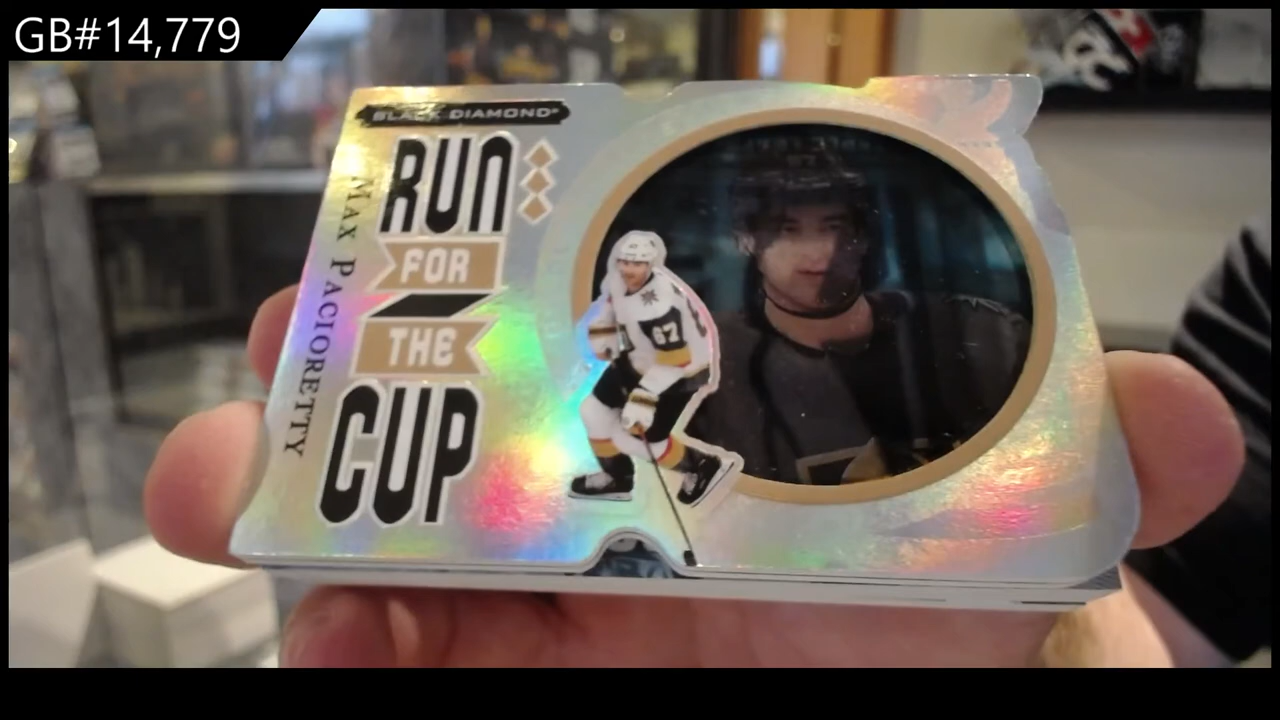 GB#14,779
BLACK DIAMOND
RUN
FOR
THE
CUP
MAX PACIORETTY
67